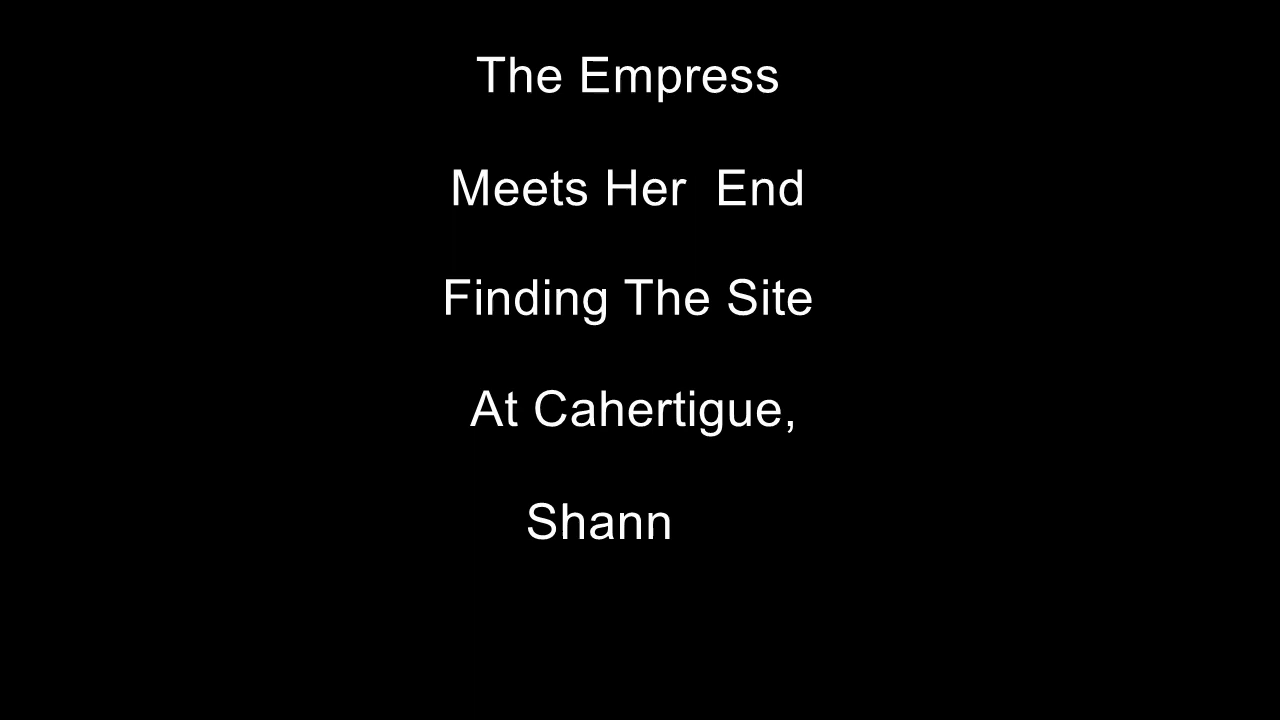 The Empress
Meets Her  End
Finding The Site
At Cahertigue,
Shann